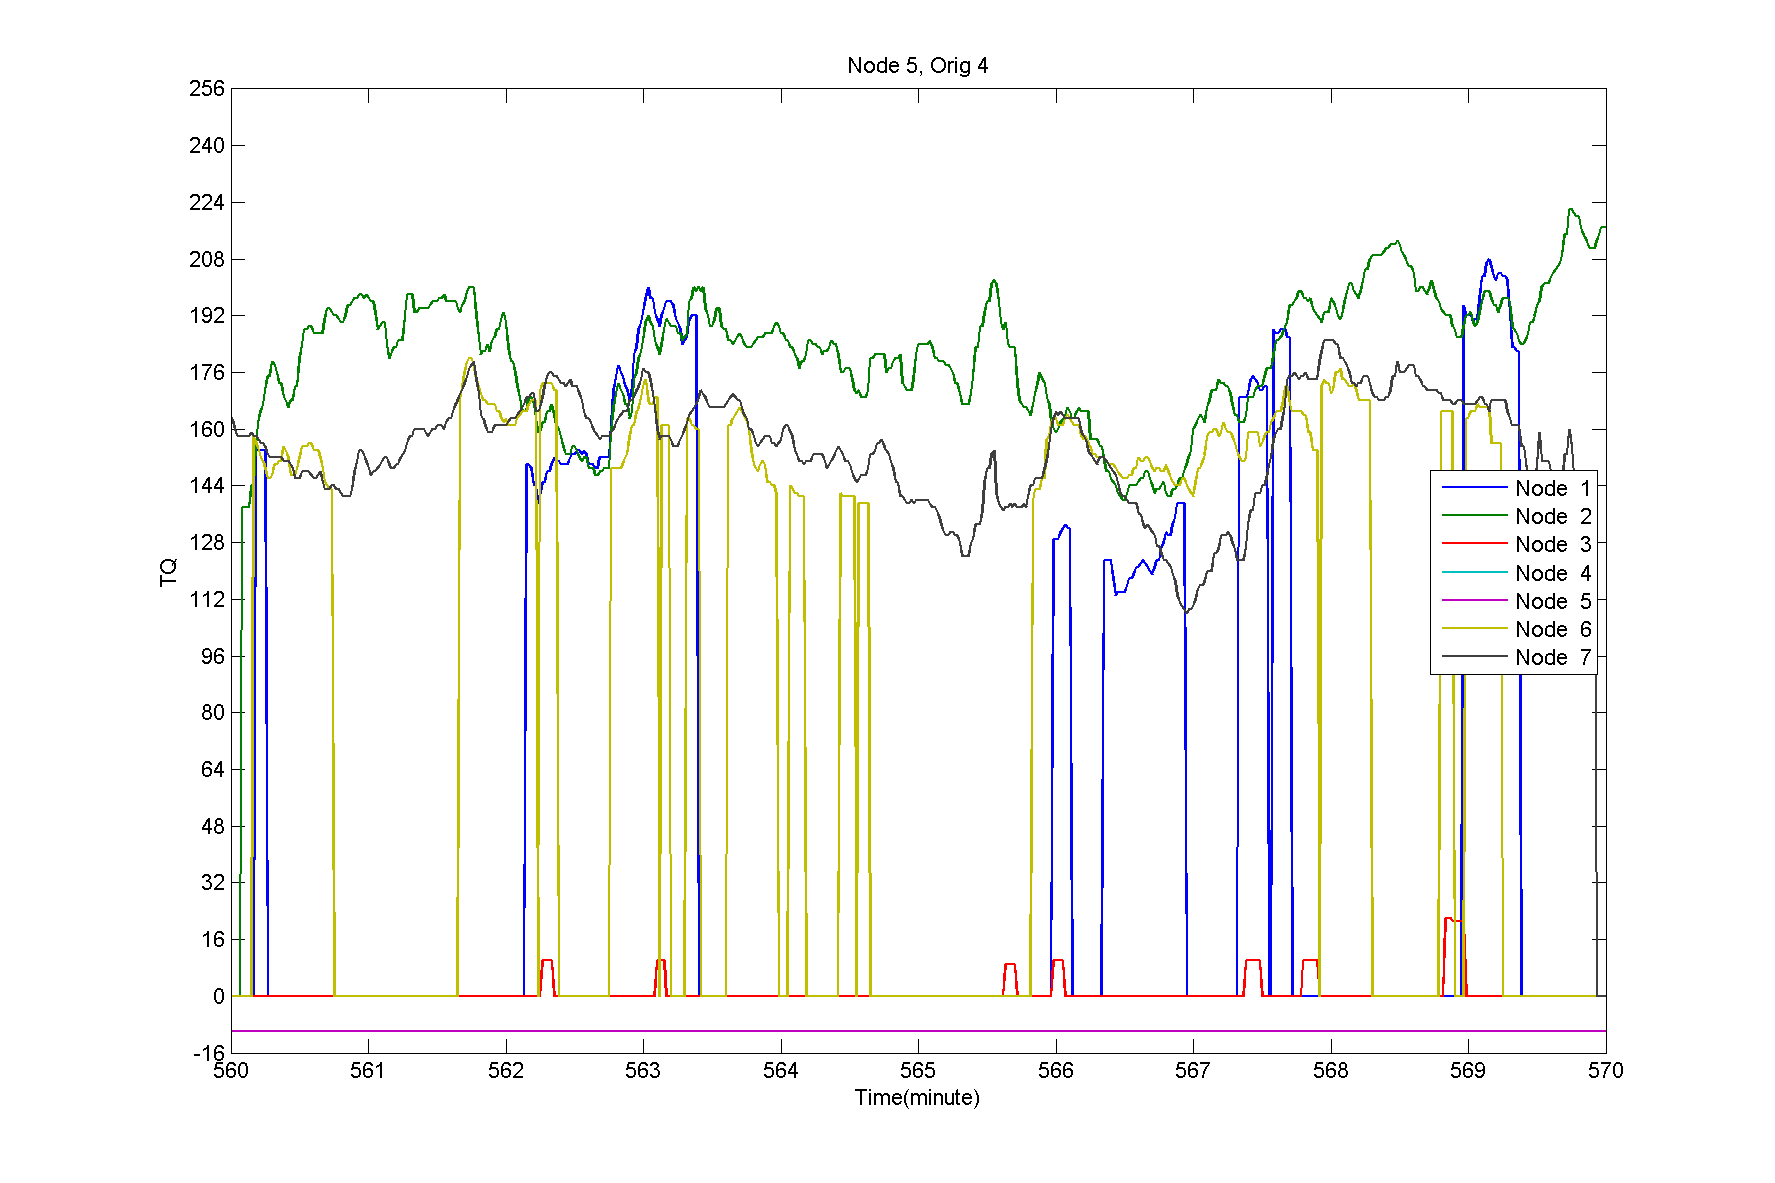 Node 5, Orig 4
256
240
224
208
192
176
160
144
128
112
96
80
64
48
32
16
0
-16
TQ
560 561 562 563 564 565 566 567 568 569 570
Time(minute)
Node 1
Node 2
Node 3
Node 4
Node 5
Node 6
Node 7